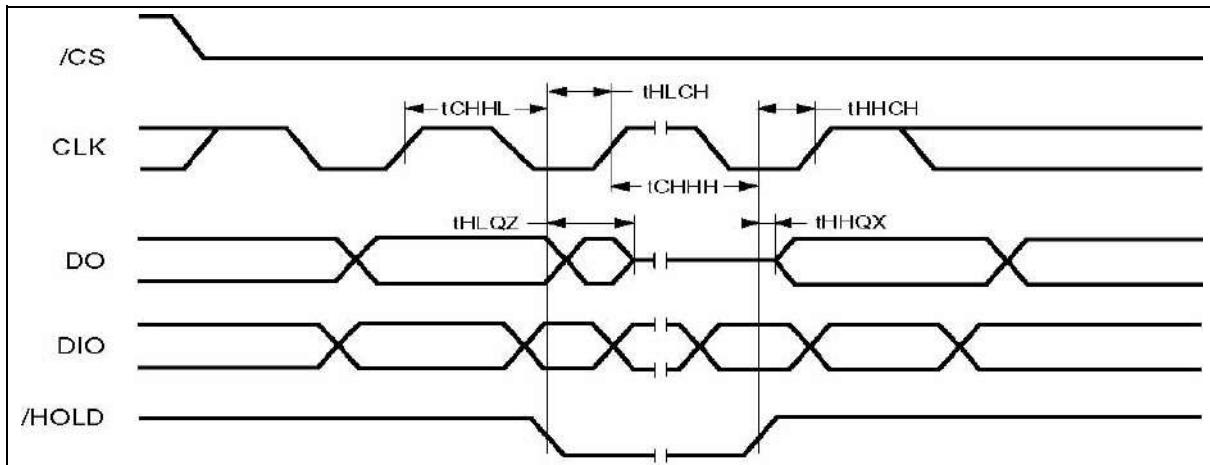 /CS
tHLCH
tHHCH
tCHHL
CLK
tCHHH
tHLQZ
tHHQX
DO
DIO
/HOLD